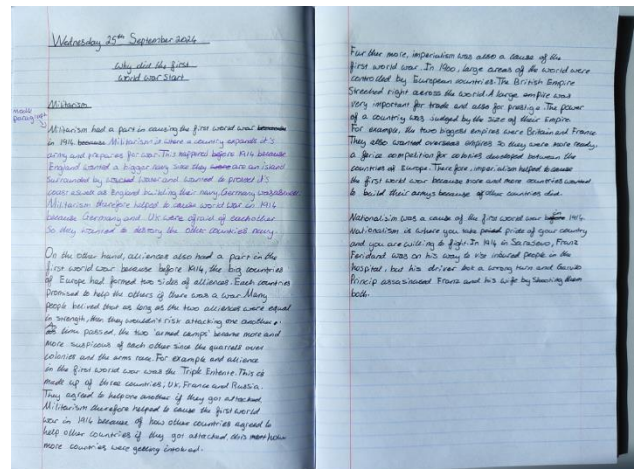 Wednesday 25th September 2024
Why did the first
world war start
Militarism
model
paragraph
Militarism had a part in causing the first world war
in 1914. Militarism is where a country expands it's
army and prepares for war. This happened before 1914 because
England wanted a bigger navy since they are an island
surrounded by water and wanted to protect it's
coast aswell as England building their navy, Germany was
Militarism therefore helped to cause world war in 1914
because Germany and UK were afraid of eachother
So they wanted to destroy the other countries navy.
On the other hand, alliances also had a part in the
first world war because before 1914, the big countries
of Europe had formed two sides of alliances. Each countries
promised to help the others if there was a war. Many
people belived that as long as the two alliances were equal
in strength, then they wouldn't risk attacking one another.
As time passed, the two 'armed camps' became more and
more suspicious of each other since the quarrels over
colonies and the arms race. For example and alliance
in the first world war was the Triple Entente. This is
made up of three countries; UK, France and Russia.
They agreed to help one another if they got attacked.
Militarism therefore helped to cause the first world
war in 1914 because of how other countries agreed to
help other countries if they got attacked, this
more countries were getting involved.
Furthermore, imperialism was also a cause of the
first world war. In 1900, large areas of the world were
controlled by European countries. The British Empire
Streched right across the world. A large empire was
very important for trade and also for prestige. The power
of a country was judged by the size of their Empire.
For example, the two biggest empires were Britain and France.
They also wanted overseas empires so they were more ready.
a feirce competition for colonies developed between the
countries of Europe. Therefore, imperialism helped to cause
the first world war because more and more countries wanted
to build their armys because other countries did.
Nationalism was a cause of the first world war 1914.
Nationalism is where you take pride of your country
and you are willing to fight. In 1914 in Sarajevo, Franz
Ferdinand was on his way to vise injured people in the
hospital, but his driver took a wrong turn and Gavrilo
Princip assasinated Franz and his wife by shooting them
both.